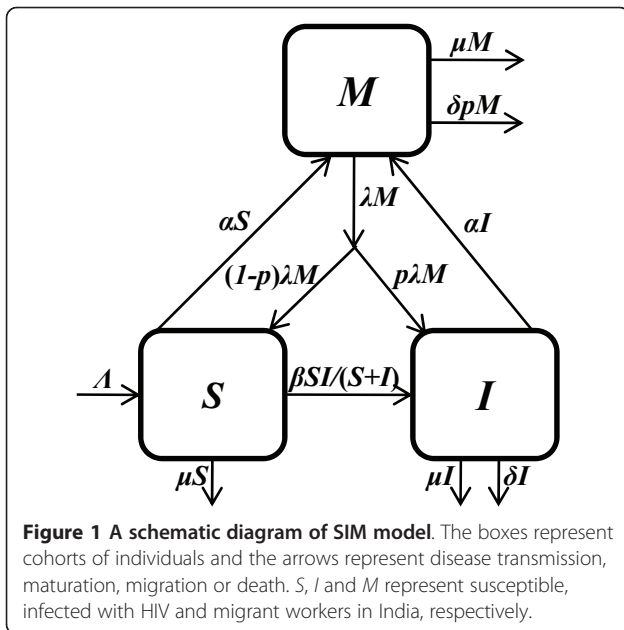 μM
M
δpM
λM
αS
αI
(1-p)λM
pλM
Λ
S
βSI/(S+I)
I
μS
μI
δI
Figure 1 A schematic diagram of SIM model. The boxes represent
cohorts of individuals and the arrows represent disease transmission,
maturation, migration or death. S, I and M represent susceptible,
infected with HIV and migrant workers in India, respectively.